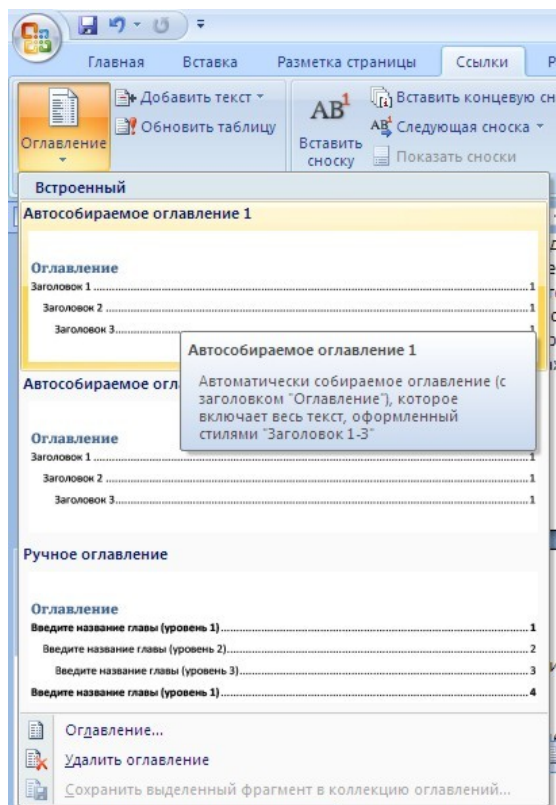 Главная Вставка Разметка страницы Ссылки Р
Оглавление
Добавить текст
Обновить таблицу
AB1
Вставить сноску
Вставить концевую сн
AB Следующая сноска
Показать сноски
Встроенный
Автособираемое оглавление 1
Оглавление
Заголовок 1........1
Заголовок 2........1
Заголовок 3........1
Автособираемое оглавление 1
Автоматически собираемое оглавление (с
заголовком "Оглавление"), которое
включает весь текст, оформленный
стилями "Заголовок 1-3"
Автособираемое огл
Оглавление
Заголовок 1........1
Заголовок 2........1
Заголовок 3........1
Ручное оглавление
Оглавление
Введите название главы (уровень 1)........1
Введите название главы (уровень 2)........2
Введите название главы (уровень 3)........3
Введите название главы (уровень 1)........4
Оглавление...
Удалить оглавление
Сохранить выделенный фрагмент в коллекцию оглавлений...